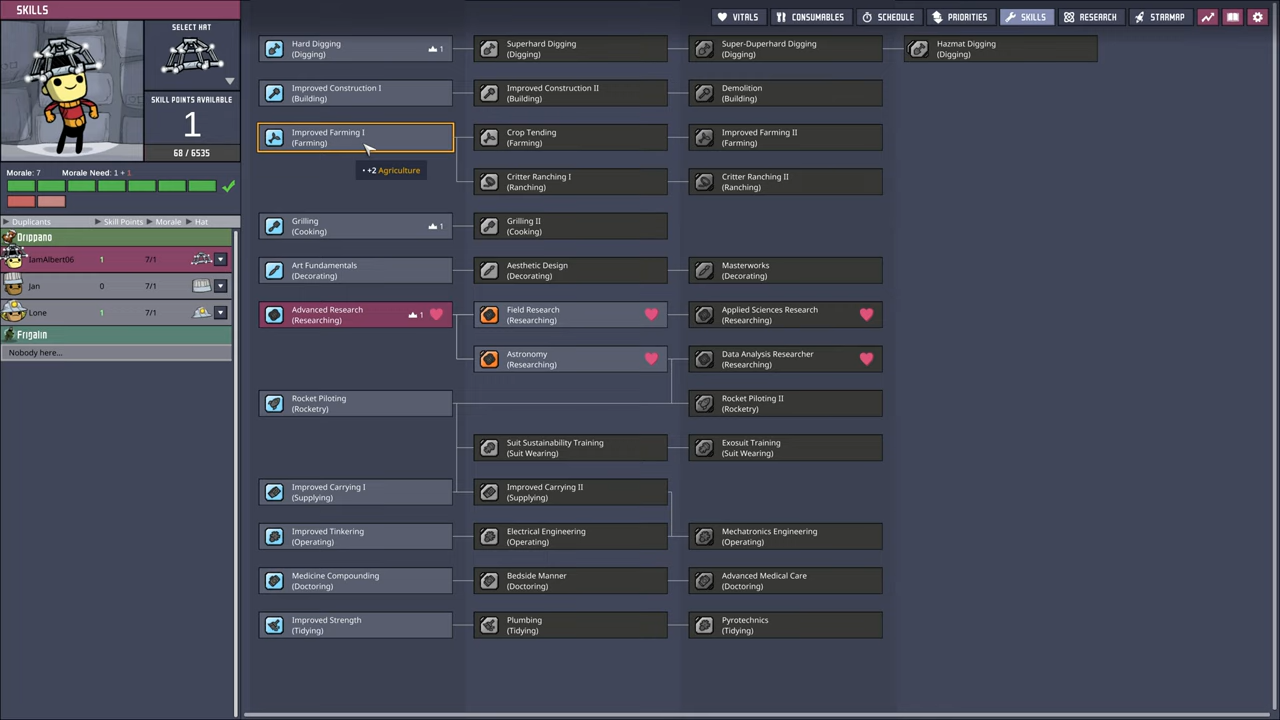 SKILLS
VITALS
CONSUMABLES
SCHEDULE
PRIORITIES
SKILLS
RESEARCH
STARMAP
SELECT HAT
SKILL POINTS AVAILABLE
1
68 / 6535
Morale: 7 Morale Need: 1 + 1
Duplicants Skill Points Morale Hat
Drippano
IamAlbert06 1 7/1
Jan 0 7/1
Lone 1 7/1
Frigalin
Nobody here...
Hard Digging
(Digging)
1
Superhard Digging
(Digging)
Super-Duperhard Digging
(Digging)
Hazmat Digging
(Digging)
Improved Construction I
(Building)
Improved Construction II
(Building)
Demolition
(Building)
Improved Farming I
(Farming)
• +2 Agriculture
Crop Tending
(Farming)
Improved Farming II
(Farming)
Critter Ranching I
(Ranching)
Critter Ranching II
(Ranching)
Grilling
(Cooking)
1
Grilling II
(Cooking)
Art Fundamentals
(Decorating)
Aesthetic Design
(Decorating)
Masterworks
(Decorating)
Advanced Research
(Researching)
1
Field Research
(Researching)
Applied Sciences Research
(Researching)
Astronomy
(Researching)
Data Analysis Researcher
(Researching)
Rocket Piloting
(Rocketry)
Rocket Piloting II
(Rocketry)
Suit Sustainability Training
(Suit Wearing)
Exosuit Training
(Suit Wearing)
Improved Carrying I
(Supplying)
Improved Carrying II
(Supplying)
Improved Tinkering
(Operating)
Electrical Engineering
(Operating)
Mechatronics Engineering
(Operating)
Medicine Compounding
(Doctoring)
Bedside Manner
(Doctoring)
Advanced Medical Care
(Doctoring)
Improved Strength
(Tidying)
Plumbing
(Tidying)
Pyrotechnics
(Tidying)